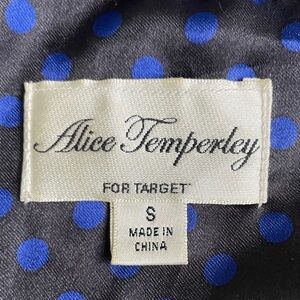 Alice Temperley
FOR TARGET
S
MADE IN
CHINA